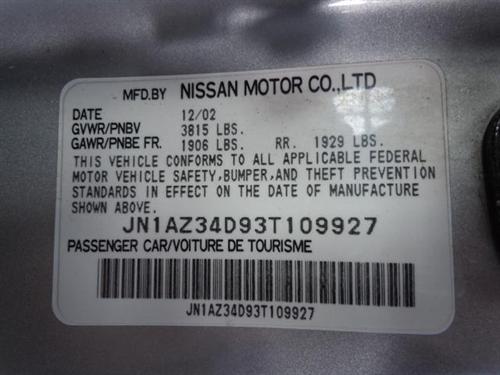 MFD.BY NISSAN MOTOR CO.,LTD
DATE 12/02
GVWR/PNBV 3815 LBS.
GAWR/PNBE FR. 1906 LBS. RR. 1929 LBS.
THIS VEHICLE CONFORMS TO ALL APPLICABLE FEDERAL
MOTOR VEHICLE SAFETY,BUMPER,AND THEFT PREVENTION
STANDARDS IN EFFECT ON THE DATE OF MANUFACTURE
SHOWN ABOVE.
JN1AZ34D93T109927
PASSENGER CAR/VOITURE DE TOURISME
JN1AZ34D93T109927